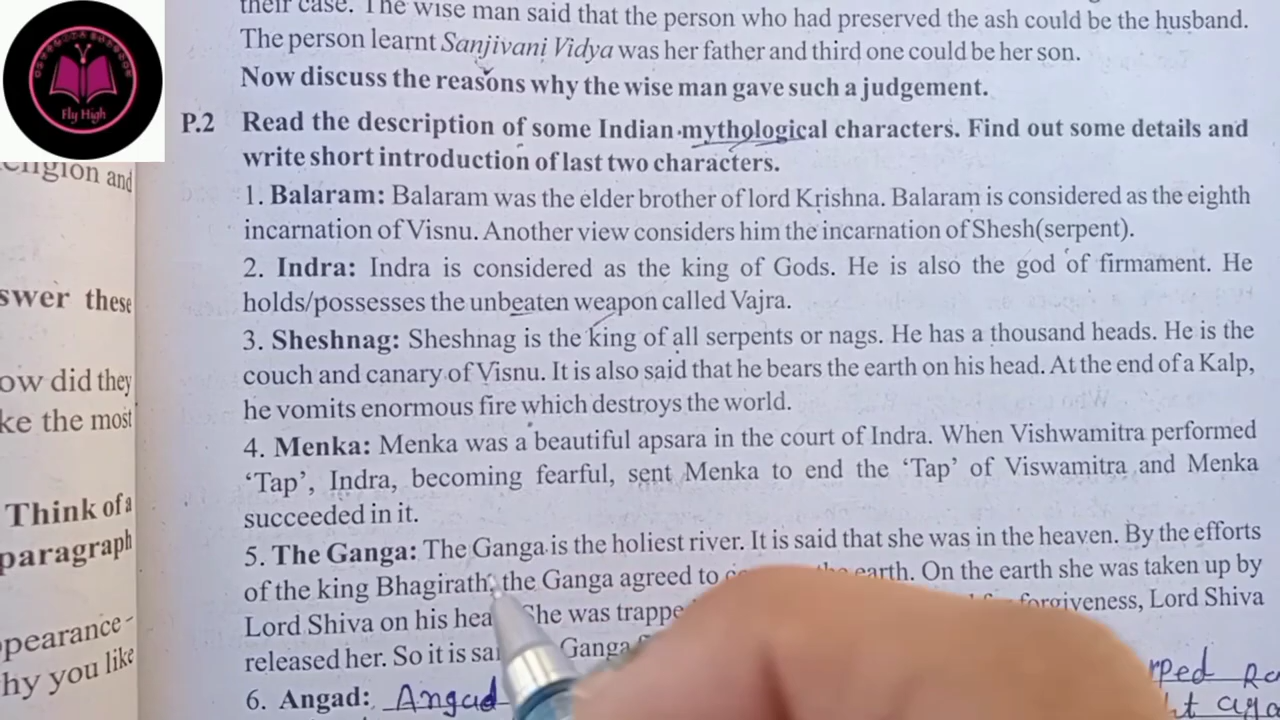 Fly High
their case. The wise man said that the person who had preserved the ash could be the husband.
The person learnt Sanjivani Vidya was her father and third one could be her son.
Now discuss the reasons why the wise man gave such a judgement.
P.2 Read the description of some Indian mythological characters. Find out some details and
write short introduction of last two characters.
1. Balaram: Balaram was the elder brother of lord Krishna. Balaram is considered as the eighth
incarnation of Visnu. Another view considers him the incarnation of Shesh(serpent).
2. Indra: Indra is considered as the king of Gods. He is also the god of firmament. He
holds/possesses the unbeaten weapon called Vajra.
3. Sheshnag: Sheshnag is the king of all serpents or nags. He has a thousand heads. He is the
couch and canary of Visnu. It is also said that he bears the earth on his head. At the end of a Kalp,
he vomits enormous fire which destroys the world.
4. Menka: Menka was a beautiful apsara in the court of Indra. When Vishwamitra performed
‘Tap’, Indra, becoming fearful, sent Menka to end the ‘Tap’ of Viswamitra and Menka
succeeded in it.
5. The Ganga: The Ganga is the holiest river. It is said that she was in the heaven. By the efforts
of the king Bhagirath, the Ganga agreed to earth. On the earth she was taken up by
Lord Shiva on his She was forgiveness, Lord Shiva
released her. So it is Ganga
6. Angad: Angad
and
swer these
ow did they
ke the most
Think of a
paragraph
ppearance-
hy you like